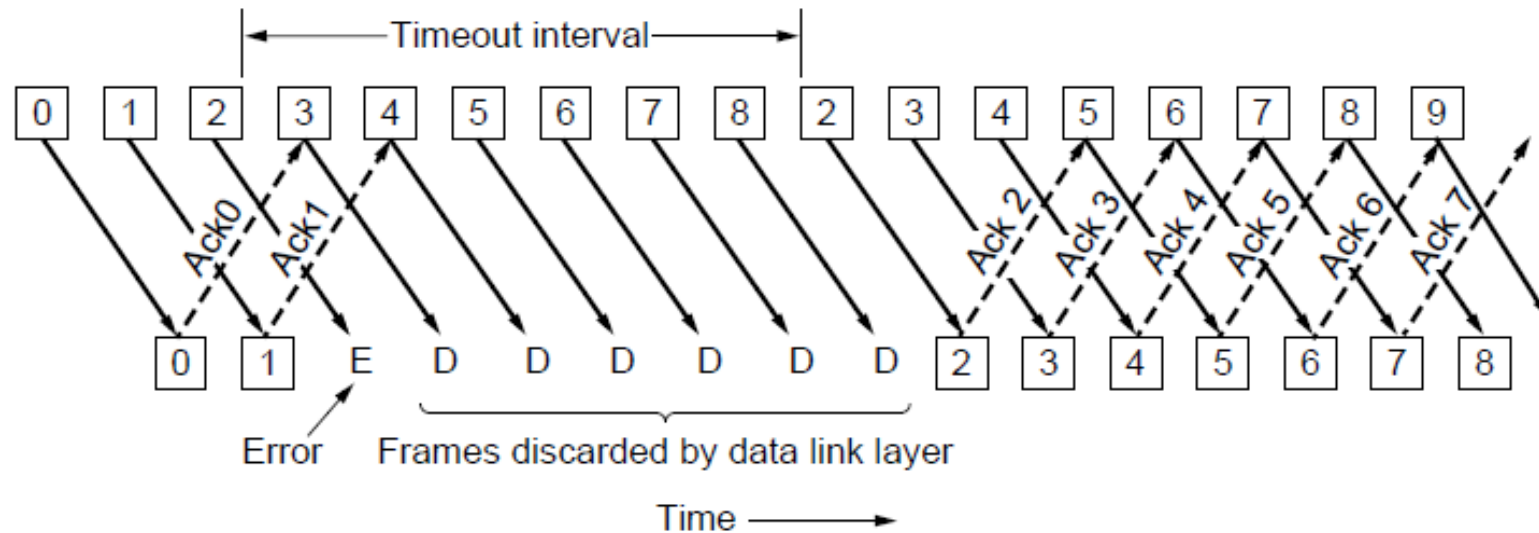 Timeout interval
0 1 2 3 4 5 6 7 8 2 3 4 5 6 7 8 9
Ack0 Ack1 Ack 2 Ack 3 Ack 4 Ack 5 Ack 6 Ack 7
0 1 E D D D D D D 2 3 4 5 6 7 8
Error Frames discarded by data link layer
Time